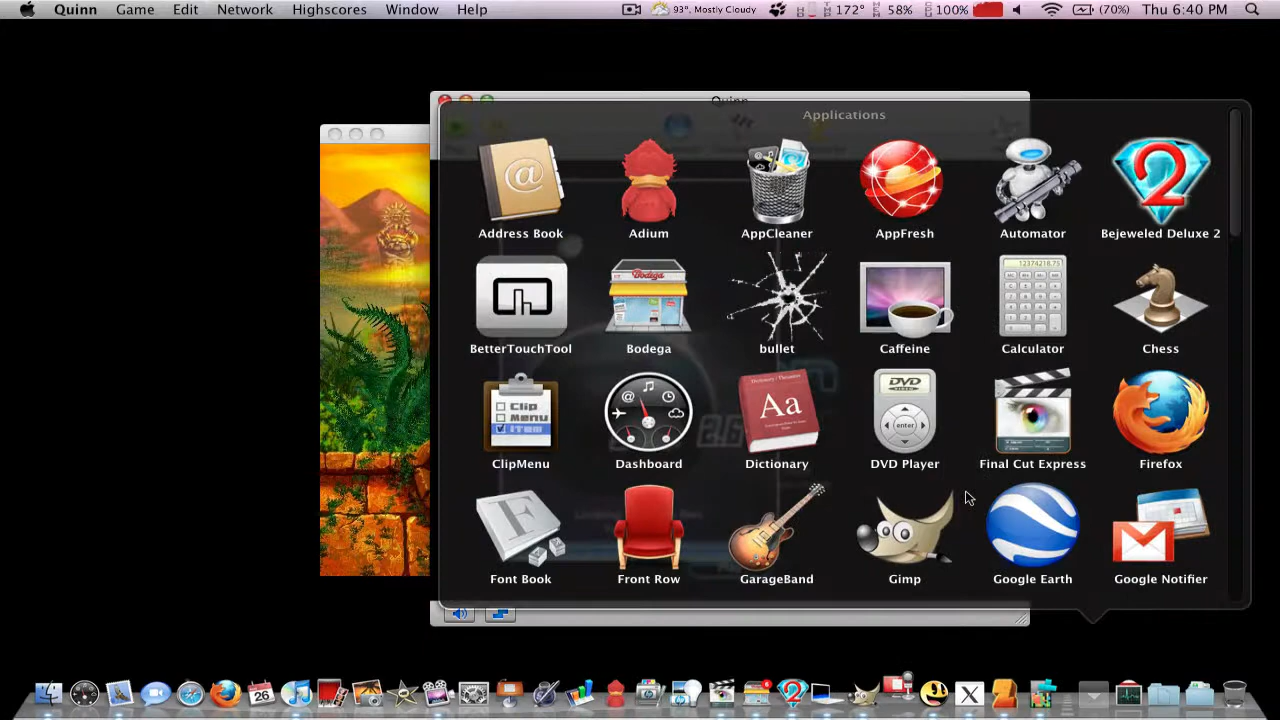 Quinn Game Edit Network Highscores Window Help 93°, Mostly Cloudy 172° 58% 100% (70%) Thu 6:40 PM
Quinn
Applications
Address Book Adium AppCleaner AppFresh Automator Bejeweled Deluxe 2
BetterTouchTool Bodega bullet Caffeine Calculator Chess
ClipMenu Dashboard Dictionary DVD Player Final Cut Express Firefox
Font Book Front Row GarageBand Gimp Google Earth Google Notifier